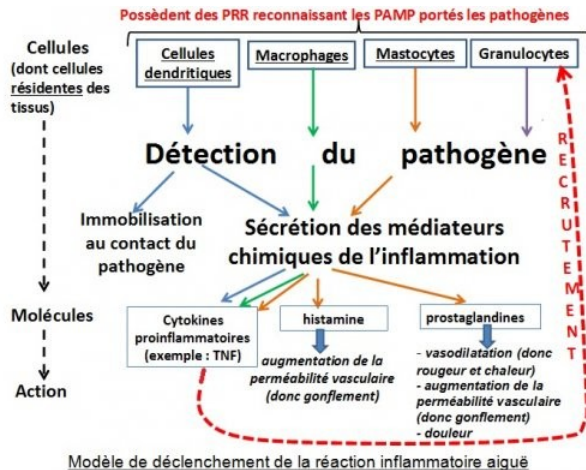 Possèdent des PRR reconnaissant les PAMP portés les pathogènes
Cellules
(dont cellules
résidentes des
tissus)
Cellules
dendritiques
Macrophages
Mastocytes
Granulocytes
Détection du pathogène
RECRUTEMENT
Immobilisation
au contact du
pathogène
Sécrétion des médiateurs
chimiques de l'inflammation
Molécules
Cytokines
proinflammatoires
(exemple : TNF)
histamine
prostaglandines
Action
augmentation de la
perméabilité vasculaire
(donc gonflement)
- vasodilatation (donc
rougeur et chaleur)
- augmentation de la
perméabilité vasculaire
(donc gonflement)
- douleur
Modèle de déclenchement de la réaction inflammatoire aiguë